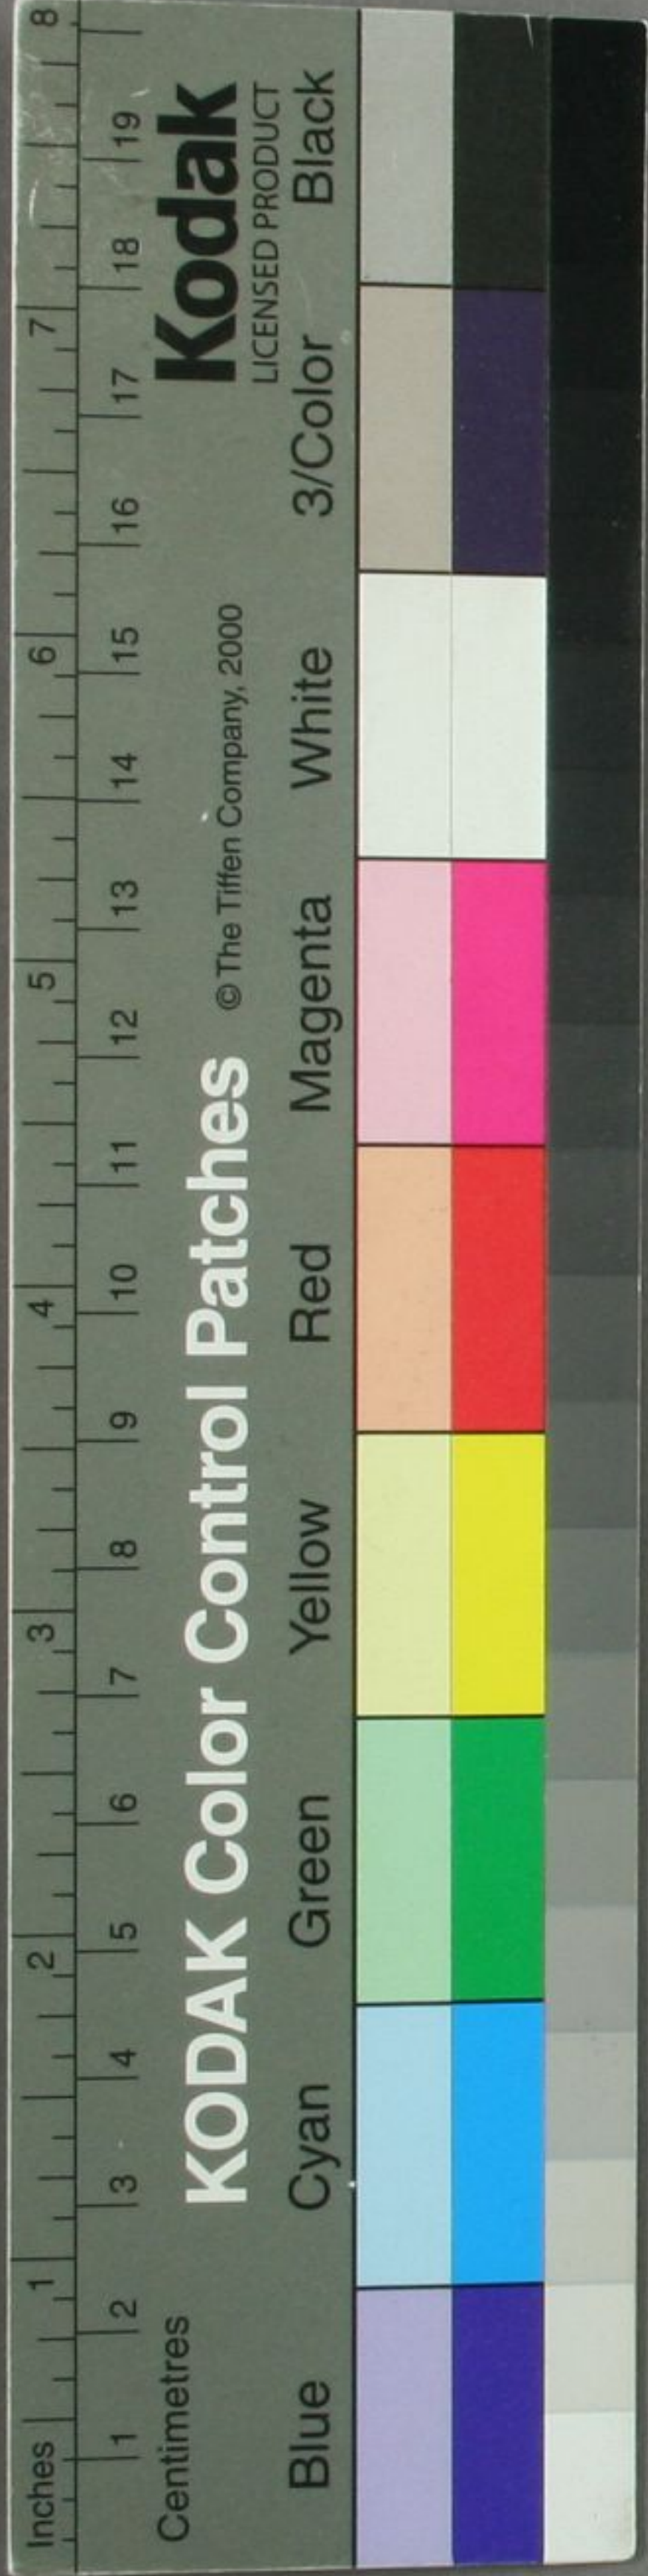 Inches 1 2 3 4 5 6 7 8
1 2 3 4 5 6 7 8 9 10 11 12 13 14 15 16 17 18 19
Centimetres
KODAK Color Control Patches © The Tiffen Company, 2000 Kodak
LICENSED PRODUCT
Blue Cyan Green Yellow Red Magenta White 3/Color Black